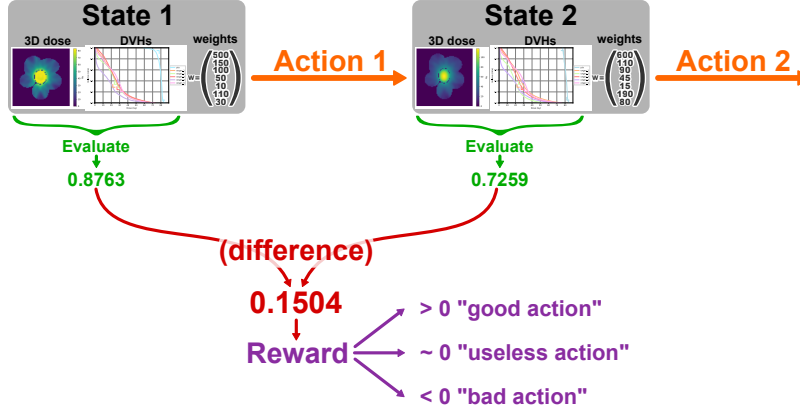 State 1
State 2
3D dose
DVHs
weights
3D dose
DVHs
weights
w =
500
150
100
50
10
110
30
Action 1
w =
600
110
90
45
15
190
80
Action 2
Evaluate
0.8763
Evaluate
0.7259
(difference)
0.1504
Reward
> 0 "good action"
~ 0 "useless action"
< 0 "bad action"